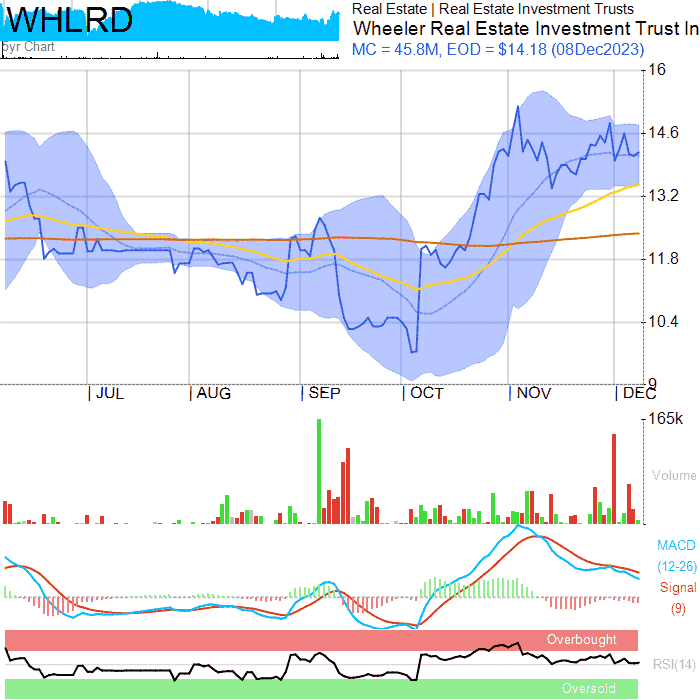 WHLRD
oyr Chart
Real Estate | Real Estate Investment Trusts
Wheeler Real Estate Investment Trust In
MC = 45.8M, EOD = $14.18 (08Dec2023)
16
14.6
13.2
11.8
10.4
9
JUL AUG SEP OCT NOV DEC
165k
Volume
MACD
(12-26)
Signal
(9)
Overbought
RSI(14)
Oversold